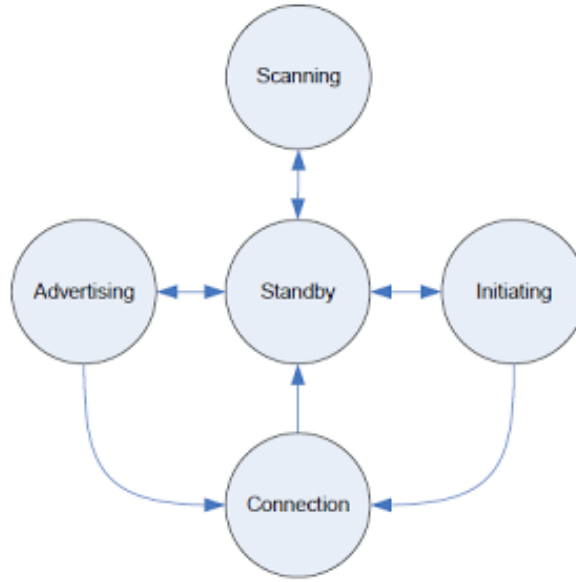 Scanning
Advertising
Standby
Initiating
Connection